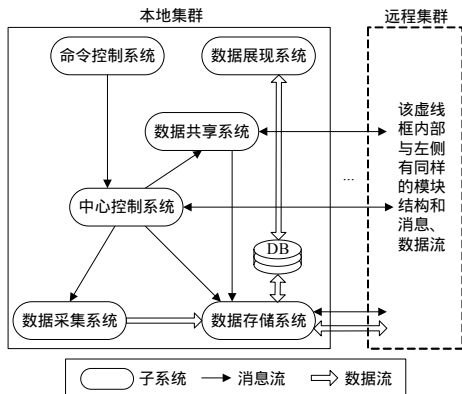 本地集群
远程集群
命令控制系统
数据展现系统
数据共享系统
中心控制系统
DB
数据采集系统
数据存储系统
...
该虚线
框内部
与左侧
有同样
的模块
结构和
消息、
数据流
子系统
消息流
数据流